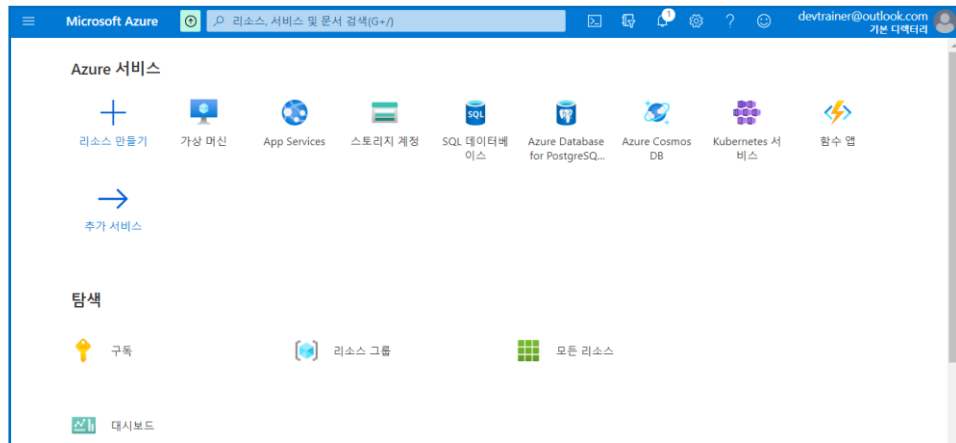 Microsoft Azure
리소스, 서비스 및 문서 검색(G+/)
1
devtrainer@outlook.com
기본 디렉터리
Azure 서비스
리소스 만들기
가상 머신
App Services
스토리지 계정
SQL
SQL 데이터베
이스
Azure Database
for PostgreSQ...
Azure Cosmos
DB
Kubernetes 서
비스
함수 앱
추가 서비스
탐색
구독
리소스 그룹
모든 리소스
대시보드